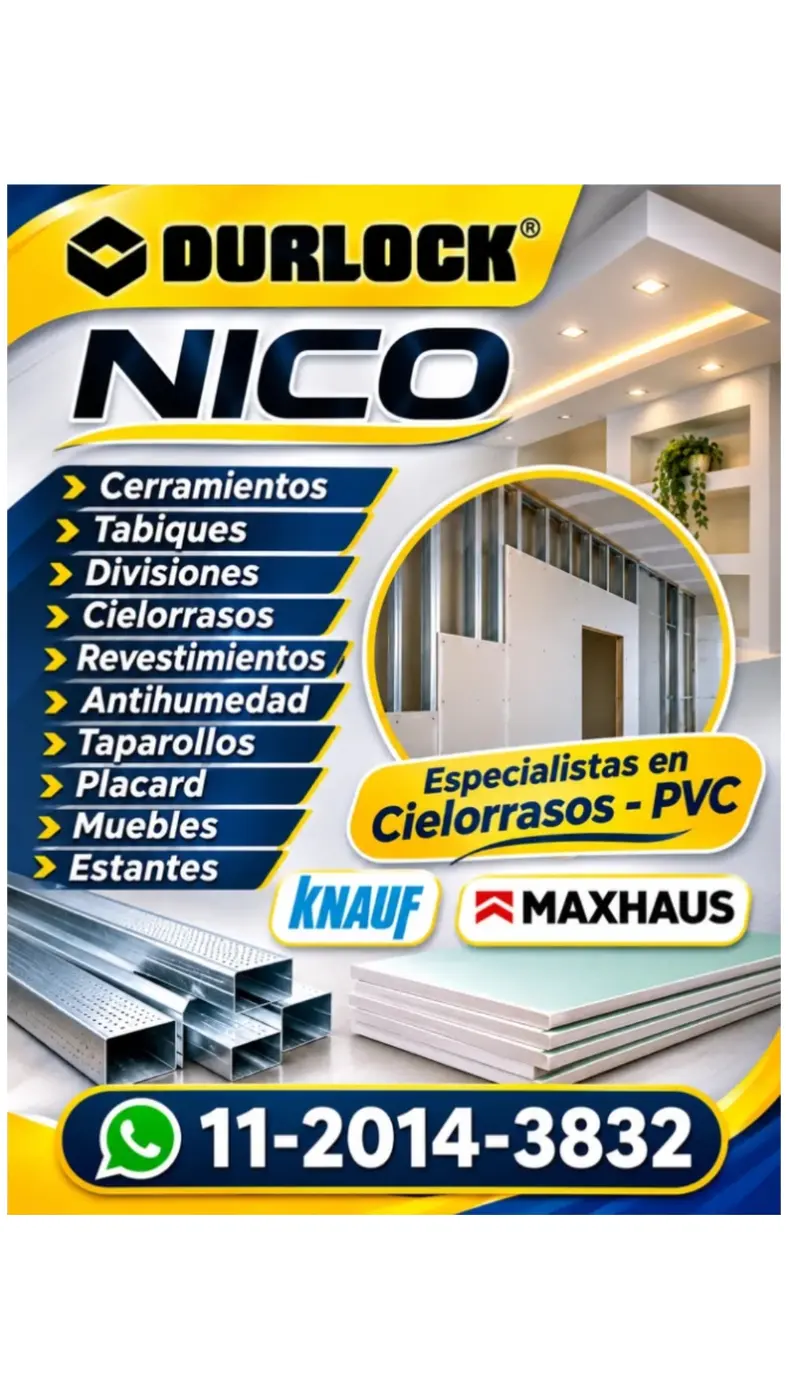 DURLOCK®
NICO
Cerramientos
Tabiques
Divisiones
Cielorrasos
Revestimientos
Antihumedad
Taparollos
Placard
Muebles
Estantes
Especialistas en
Cielorrasos - PVC
KNAUF
MAXHAUS
11-2014-3832